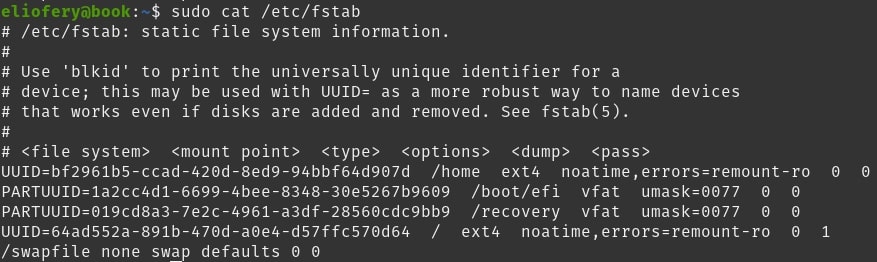 eliofery@book:~$ sudo cat /etc/fstab
# /etc/fstab: static file system information.
#
# Use 'blkid' to print the universally unique identifier for a
# device; this may be used with UUID= as a more robust way to name devices
# that works even if disks are added and removed. See fstab(5).
#
# <file system>  <mount point>  <type>  <options>  <dump>  <pass>
UUID=bf2961b5-ccad-420d-8ed9-94bbf64d907d  /home  ext4  noatime,errors=remount-ro  0  0
PARTUUID=1a2cc4d1-6699-4bee-8348-30e5267b9609  /boot/efi  vfat  umask=0077  0  0
PARTUUID=019cd8a3-7e2c-4961-a3df-28560cdc9bb9  /recovery  vfat  umask=0077  0  0
UUID=64ad552a-891b-470d-a0e4-d57ffc570d64  /  ext4  noatime,errors=remount-ro  0  1
/swapfile none swap defaults 0 0